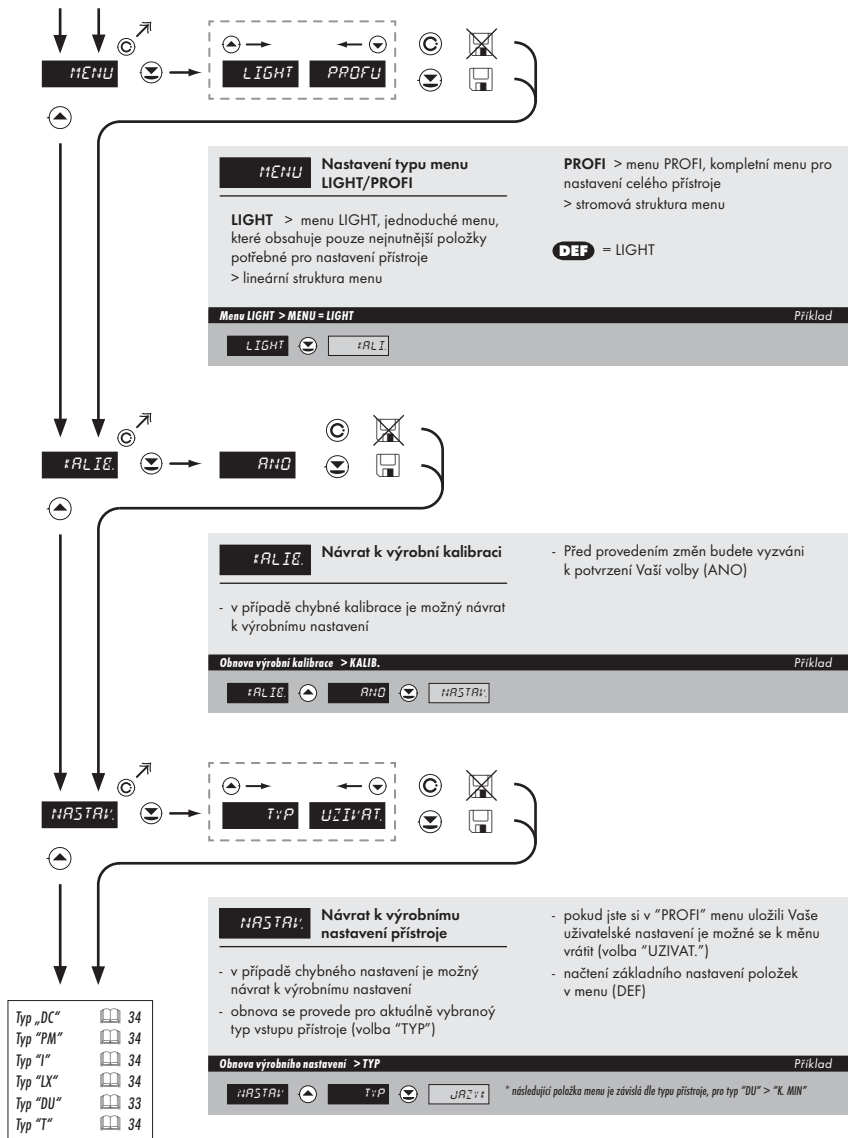 MENU
LIGHT PROFU
MENU
Nastavení typu menu
LIGHT/PROFI
LIGHT > menu LIGHT, jednoduché menu,
které obsahuje pouze nejnutnější položky
potřebné pro nastavení přístroje
> lineární struktura menu
PROFI > menu PROFI, kompletní menu pro
nastavení celého přístroje
> stromová struktura menu
DEF = LIGHT
Menu LIGHT > MENU = LIGHT Příklad
LIGHT KALI.
KALIB. ANO
KALIB.
Návrat k výrobní kalibraci
- v případě chybné kalibrace je možný návrat
k výrobnímu nastavení
- Před provedením změn budete vyzváni
k potvrzení Vaší volby (ANO)
Obnova výrobní kalibrace > KALIB. Příklad
KALIB. ANO NASTAV.
NASTAV. TYP UZIVAT.
NASTAV.
Návrat k výrobnímu
nastavení přístroje
- v případě chybného nastavení je možný
návrat k výrobnímu nastavení
- obnova se provede pro aktuálně vybranoý
typ vstupu přístroje (volba “TYP”)
- pokud jste si v “PROFI” menu uložili Vaše
uživatelské nastavení je možné se k měnu
vrátit (volba “UZIVAT.”)
- načtení základního nastavení položek
v menu (DEF)
Obnova výrobního nastavení > TYP Příklad
NASTAV TYP JAZYK * následující položka menu je závislá dle typu přístroje, pro typ “DU” > “K. MIN”
Typ „DC“ 34
Typ “PM” 34
Typ “I” 34
Typ “LX” 34
Typ “DU” 33
Typ “T“ 34